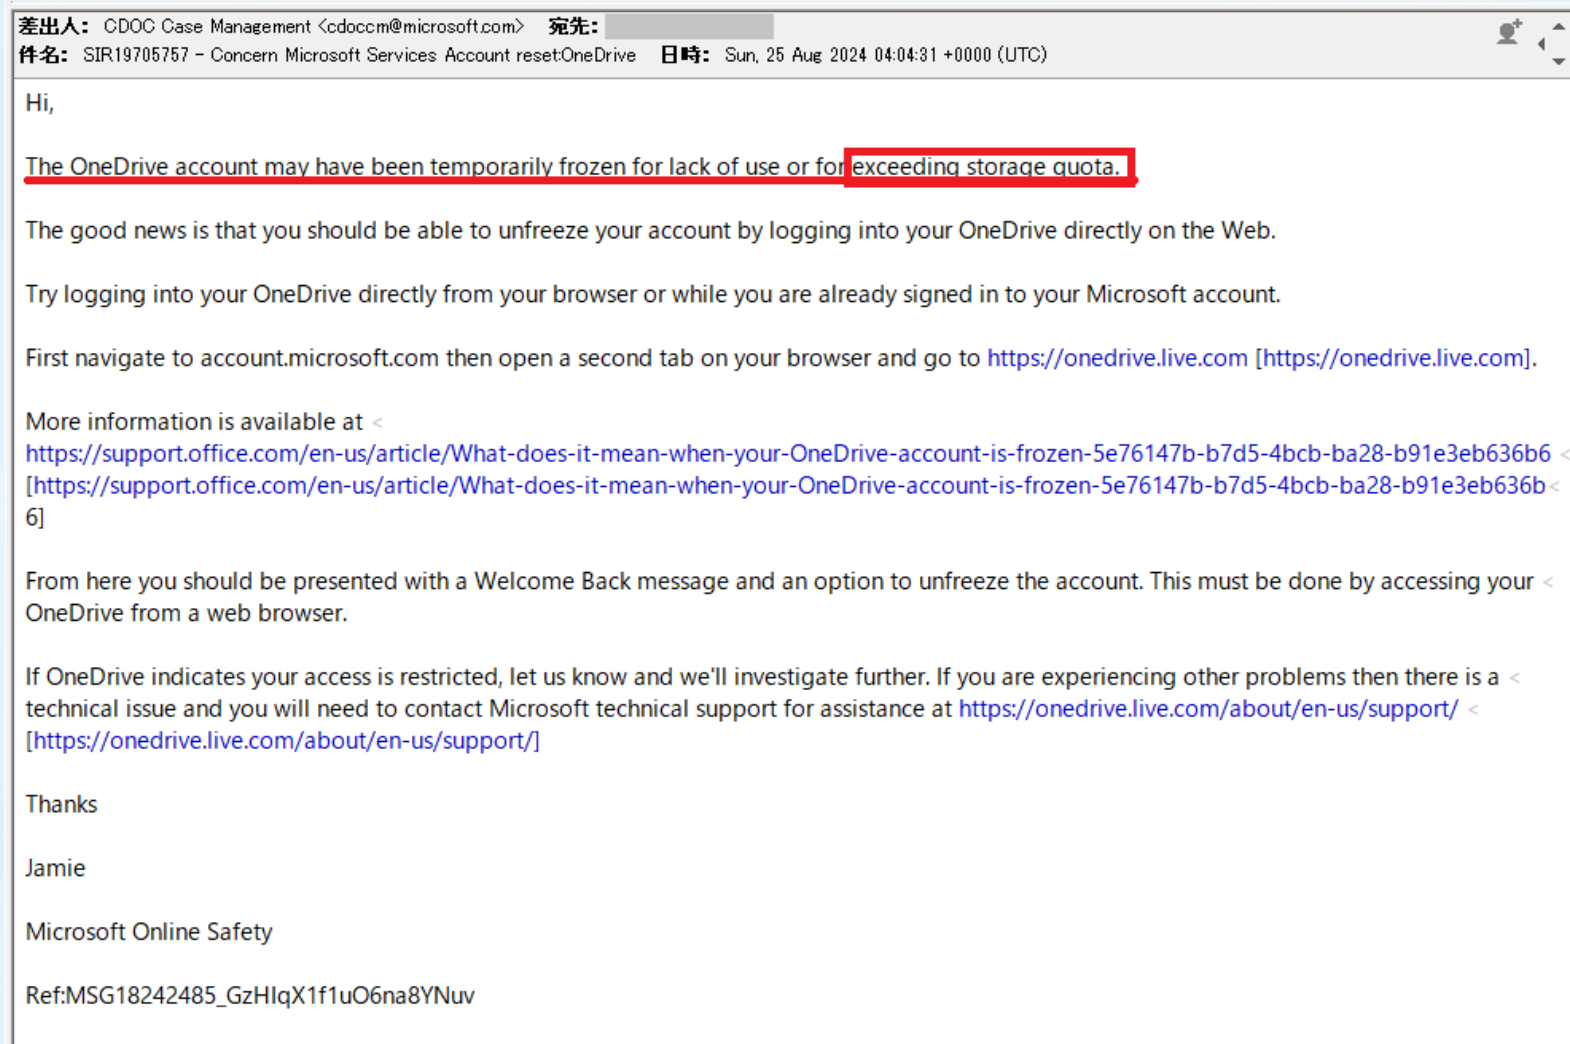 差出人： CDOC Case Management <cdoccm@microsoft.com> 宛先：
件名： SIR19705757 - Concern Microsoft Services Account reset:OneDrive 日時： Sun, 25 Aug 2024 04:04:31 +0000 (UTC)
Hi,
The OneDrive account may have been temporarily frozen for lack of use or for exceeding storage quota.
The good news is that you should be able to unfreeze your account by logging into your OneDrive directly on the Web.
Try logging into your OneDrive directly from your browser or while you are already signed in to your Microsoft account.
First navigate to account.microsoft.com then open a second tab on your browser and go to https://onedrive.live.com [https://onedrive.live.com].
More information is available at <
https://support.office.com/en-us/article/What-does-it-mean-when-your-OneDrive-account-is-frozen-5e76147b-b7d5-4bcb-ba28-b91e3eb636b6 <
[https://support.office.com/en-us/article/What-does-it-mean-when-your-OneDrive-account-is-frozen-5e76147b-b7d5-4bcb-ba28-b91e3eb636b<
6]
From here you should be presented with a Welcome Back message and an option to unfreeze the account. This must be done by accessing your <
OneDrive from a web browser.
If OneDrive indicates your access is restricted, let us know and we'll investigate further. If you are experiencing other problems then there is a <
technical issue and you will need to contact Microsoft technical support for assistance at https://onedrive.live.com/about/en-us/support/ <
[https://onedrive.live.com/about/en-us/support/]
Thanks
Jamie
Microsoft Online Safety
Ref:MSG18242485_GzHIqX1f1uO6na8YNuv